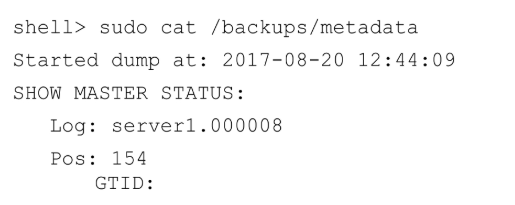 shell> sudo cat /backups/metadata
Started dump at: 2017-08-20 12:44:09
SHOW MASTER STATUS:
Log: server1.000008
Pos: 154
GTID: